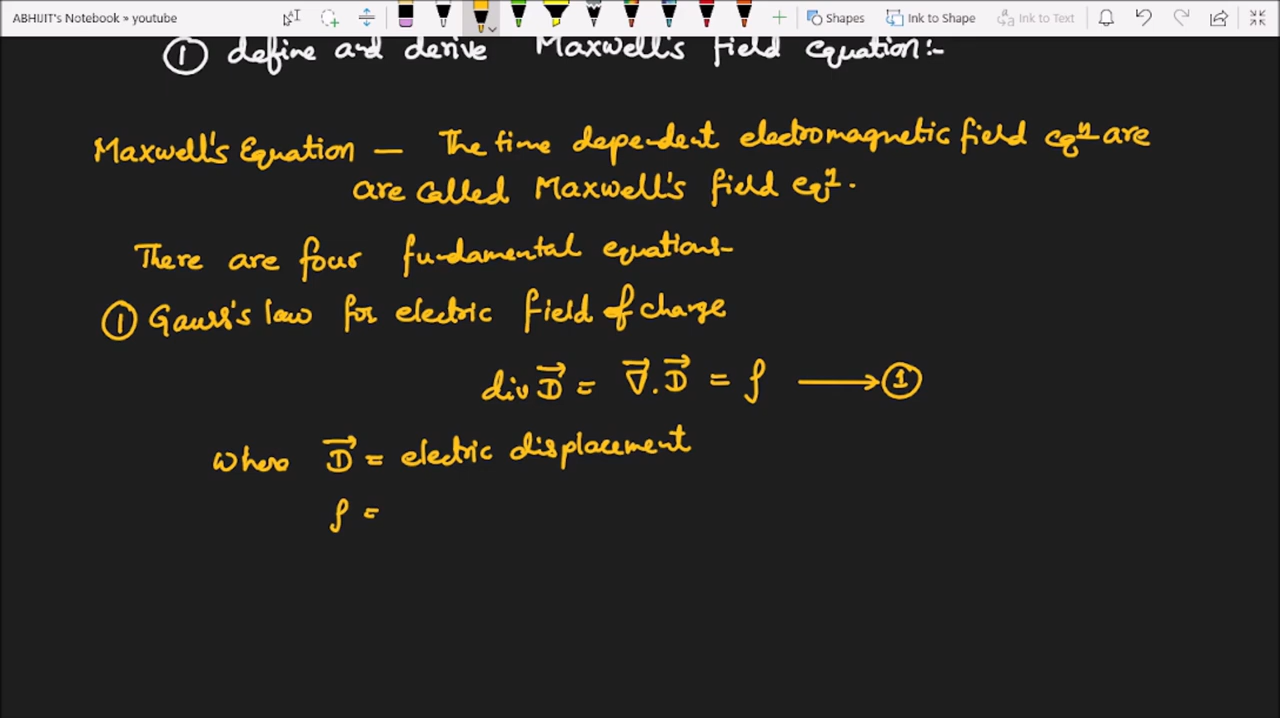 ABHIJIT's Notebook » youtube
Shapes
Ink to Shape
Ink to Text
① define and derive Maxwell's field equation:-
Maxwell's Equation — The time dependent electromagnetic field eqⁿ are
are called Maxwell's field eqⁿ.
There are four fundamental equations-
① Gauss's law for electric field of charge
div D⃗ = ∇⃗. D⃗ = ρ ⟶ ①
where D⃗ = electric displacement
ρ =